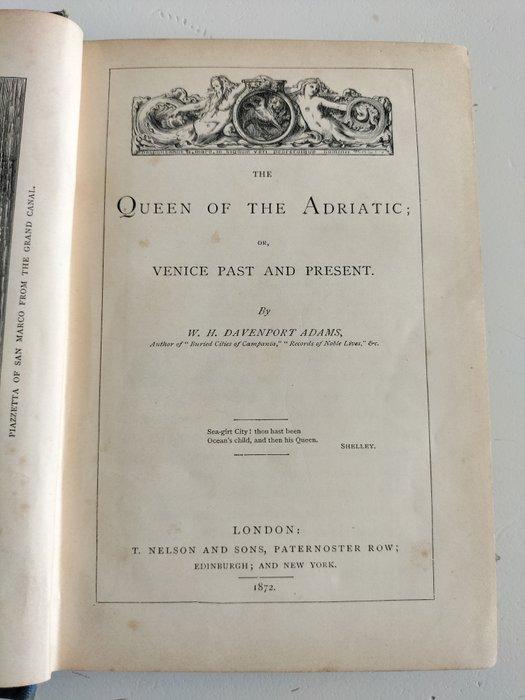 PIAZZETTA OF SAN MARCO FROM THE GRAND CANAL.
THE
QUEEN OF THE ADRIATIC;
OR,
VENICE PAST AND PRESENT.
By
W. H. DAVENPORT ADAMS,
Author of "Buried Cities of Campania," "Records of Noble Lives," &c.
Sea-girt City! thou hast been
Ocean's child, and then his Queen.
SHELLEY.
LONDON:
T. NELSON AND SONS, PATERNOSTER ROW;
EDINBURGH; AND NEW YORK.
1872.